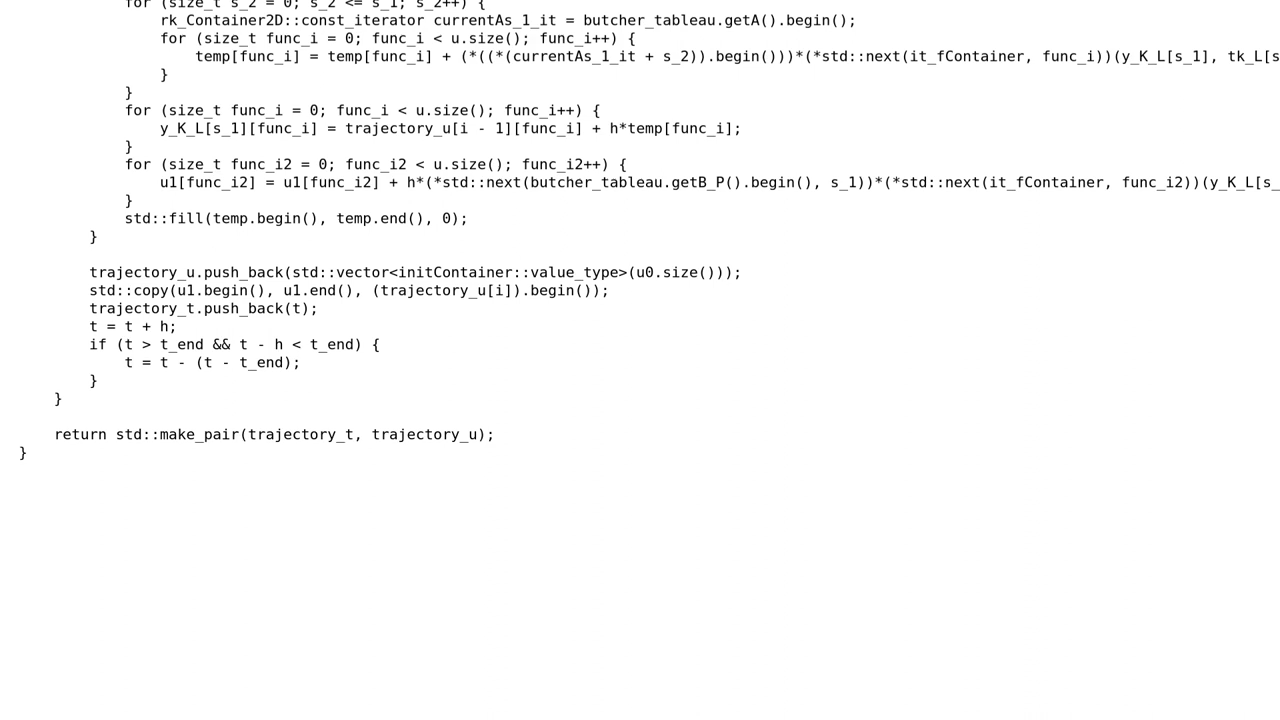 for (size_t s_2 = 0; s_2 <= s_1; s_2++) {
rk_Container2D::const_iterator currentAs_1_it = butcher_tableau.getA().begin();
for (size_t func_i = 0; func_i < u.size(); func_i++) {
temp[func_i] = temp[func_i] + (*((*(currentAs_1_it + s_2)).begin()))*(*std::next(it_fContainer, func_i))(y_K_L[s_1], tk_L[s
}
}
for (size_t func_i = 0; func_i < u.size(); func_i++) {
y_K_L[s_1][func_i] = trajectory_u[i - 1][func_i] + h*temp[func_i];
}
for (size_t func_i2 = 0; func_i2 < u.size(); func_i2++) {
u1[func_i2] = u1[func_i2] + h*(*std::next(butcher_tableau.getB_P().begin(), s_1))*(*std::next(it_fContainer, func_i2))(y_K_L[s_
}
std::fill(temp.begin(), temp.end(), 0);
}
trajectory_u.push_back(std::vector<initContainer::value_type>(u0.size()));
std::copy(u1.begin(), u1.end(), (trajectory_u[i]).begin());
trajectory_t.push_back(t);
t = t + h;
if (t > t_end && t - h < t_end) {
t = t - (t - t_end);
}
}
return std::make_pair(trajectory_t, trajectory_u);
}